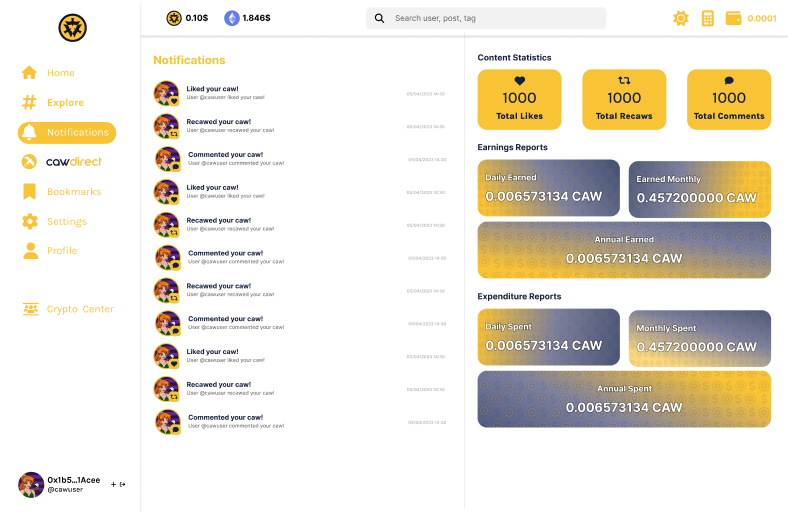 0.10$
1.846$
Search user, post, tag
0.0001
Home
Explore
Notifications
cawdirect
Bookmarks
Settings
Profile
Crypto Center
0x1b5...1Acee
@cawuser
Notifications
Liked your caw!
User @cawuser liked your caw!
05/04/2023 14:30
Recawed your caw!
User @cawuser recawed your caw!
05/04/2023 14:30
Commented your caw!
User @cawuser commented your caw!
05/04/2023 14:30
Liked your caw!
User @cawuser liked your caw!
05/04/2023 14:30
Recawed your caw!
User @cawuser recawed your caw!
05/04/2023 14:30
Commented your caw!
User @cawuser commented your caw!
05/04/2023 14:30
Recawed your caw!
User @cawuser recawed your caw!
05/04/2023 14:30
Commented your caw!
User @cawuser commented your caw!
05/04/2023 14:30
Liked your caw!
User @cawuser liked your caw!
05/04/2023 14:30
Recawed your caw!
User @cawuser recawed your caw!
05/04/2023 14:30
Commented your caw!
User @cawuser commented your caw!
05/04/2023 14:30
Content Statistics
1000
Total Likes
1000
Total Recaws
1000
Total Comments
Earnings Reports
Daily Earned
0.006573134 CAW
Earned Monthly
0.457200000 CAW
Annual Earned
0.006573134 CAW
Expenditure Reports
Daily Spent
0.006573134 CAW
Monthly Spent
0.457200000 CAW
Annual Spent
0.006573134 CAW